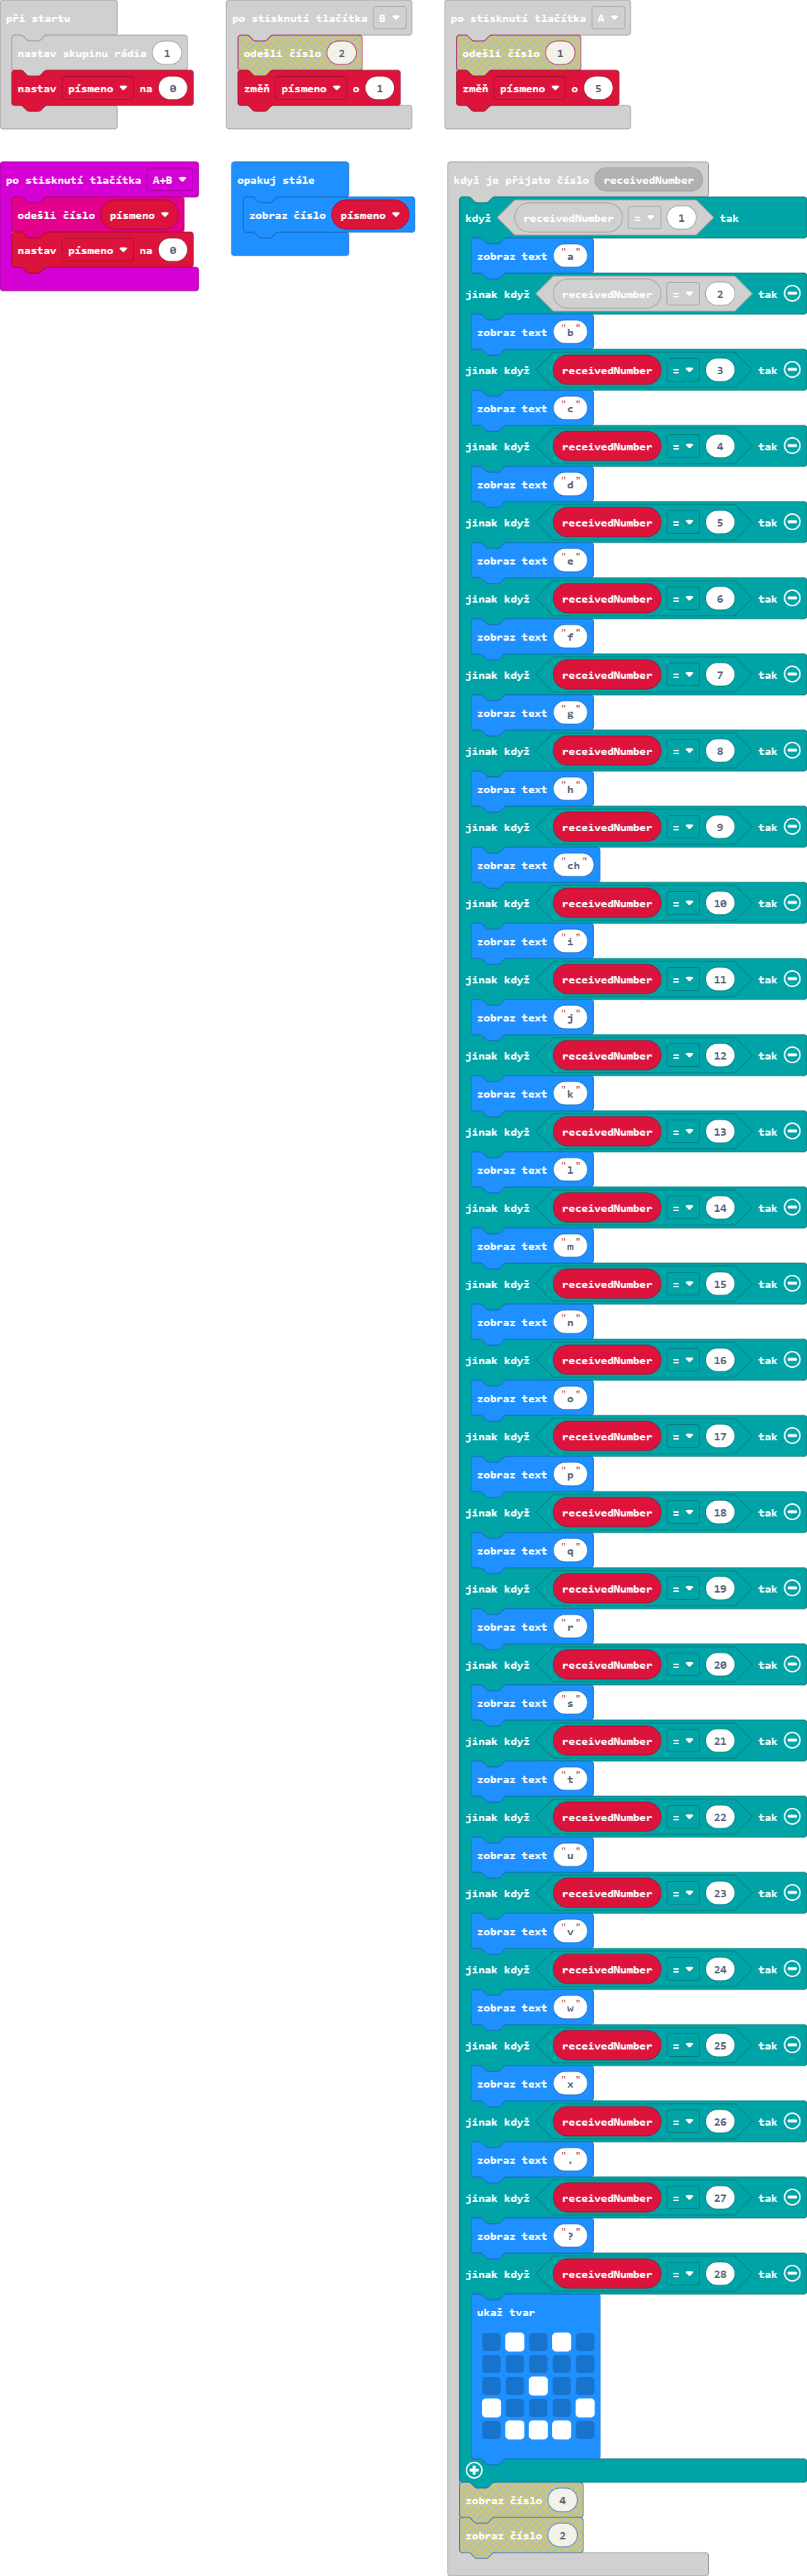 při startu
nastav skupinu rádia 1
nastav písmeno na 0
po stisknutí tlačítka B
odešli číslo 2
změň písmeno o 1
po stisknutí tlačítka A
odešli číslo 1
změň písmeno o 5
po stisknutí tlačítka A+B
odešli číslo písmeno
nastav písmeno na 0
opakuj stále
zobraz číslo písmeno
když je přijato číslo receivedNumber
když receivedNumber = 1 tak
zobraz text "a"
jinak když receivedNumber = 2 tak
zobraz text "b"
jinak když receivedNumber = 3 tak
zobraz text "c"
jinak když receivedNumber = 4 tak
zobraz text "d"
jinak když receivedNumber = 5 tak
zobraz text "e"
jinak když receivedNumber = 6 tak
zobraz text "f"
jinak když receivedNumber = 7 tak
zobraz text "g"
jinak když receivedNumber = 8 tak
zobraz text "h"
jinak když receivedNumber = 9 tak
zobraz text "ch"
jinak když receivedNumber = 10 tak
zobraz text "i"
jinak když receivedNumber = 11 tak
zobraz text "j"
jinak když receivedNumber = 12 tak
zobraz text "k"
jinak když receivedNumber = 13 tak
zobraz text "l"
jinak když receivedNumber = 14 tak
zobraz text "m"
jinak když receivedNumber = 15 tak
zobraz text "n"
jinak když receivedNumber = 16 tak
zobraz text "o"
jinak když receivedNumber = 17 tak
zobraz text "p"
jinak když receivedNumber = 18 tak
zobraz text "q"
jinak když receivedNumber = 19 tak
zobraz text "r"
jinak když receivedNumber = 20 tak
zobraz text "s"
jinak když receivedNumber = 21 tak
zobraz text "t"
jinak když receivedNumber = 22 tak
zobraz text "u"
jinak když receivedNumber = 23 tak
zobraz text "v"
jinak když receivedNumber = 24 tak
zobraz text "w"
jinak když receivedNumber = 25 tak
zobraz text "x"
jinak když receivedNumber = 26 tak
zobraz text "."
jinak když receivedNumber = 27 tak
zobraz text "?"
jinak když receivedNumber = 28 tak
ukaž tvar
zobraz číslo 4
zobraz číslo 2